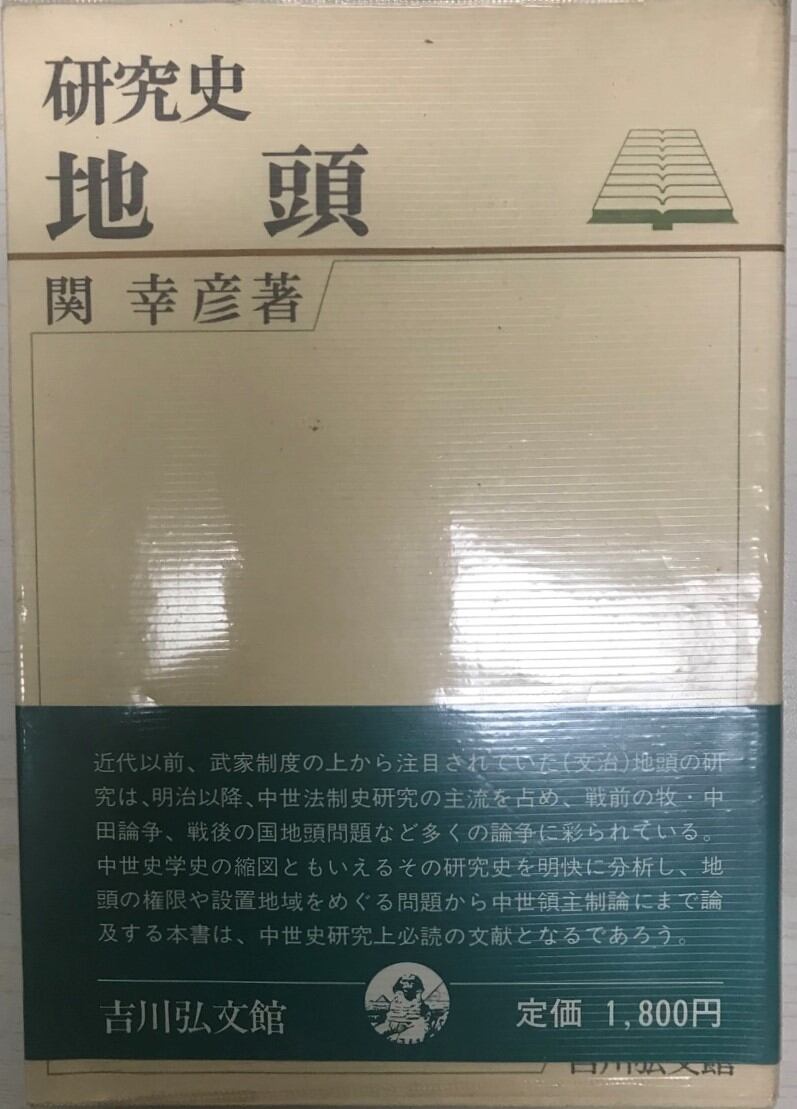 研究史
地 頭
関 幸彦著
近代以前、武家制度の上から注目されていた(文治)地頭の研
究は、明治以降、中世法制史研究の主流を占め、戦前の牧・中
田論争、戦後の国地頭問題など多くの論争に彩られている。
中世史学史の縮図ともいえるその研究史を明快に分析し、地
頭の権限や設置地域をめぐる問題から中世領主制論にまで論
及する本書は、中世史研究上必読の文献となるであろう。
吉川弘文館
定価 1,800円
吉川弘文館